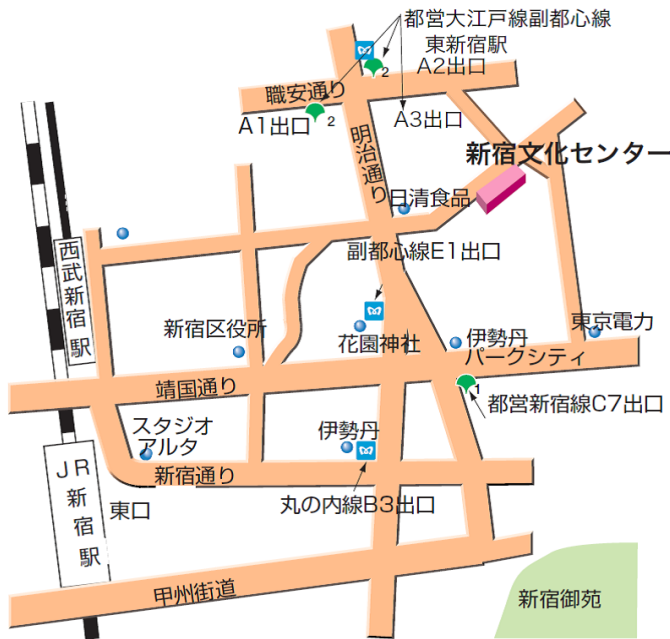 都営大江戸線副都心線
東新宿駅
A2出口
2
職安通り
A1出口
2
A3出口
明治通り
新宿文化センター
日清食品
西武新宿駅
副都心線E1出口
新宿区役所
花園神社
伊勢丹
パークシティ
東京電力
靖国通り
1
都営新宿線C7出口
スタジオ
アルタ
伊勢丹
新宿通り
JR
新宿駅
東口
丸の内線B3出口
甲州街道
新宿御苑